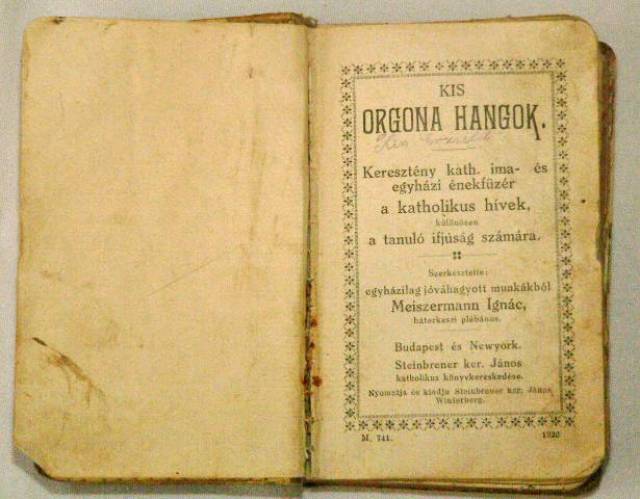 KIS
ORGONA HANGOK.
Keresztény kath. ima- és
egyházi énekfüzér
a katholikus hívek,
különösen
a tanuló ifjúság számára.
Szerkesztette:
egyházilag jóváhagyott munkákból
Meiszermann Ignác,
bátorkeszi plébános.
Budapest és Newyork.
Steinbrener ker. János
katholikus könyvkereskedése.
Nyomatja és kiadja Steinbrener ker. János,
Winterberg.
M. 741.